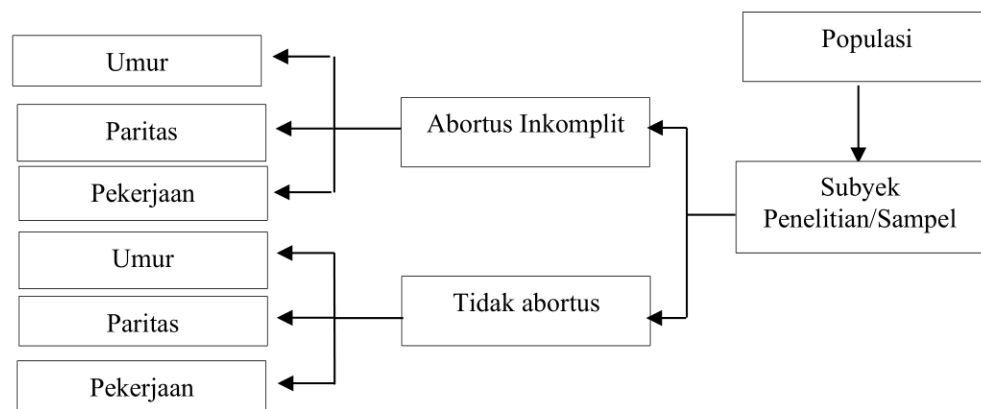 Populasi
Umur
Abortus Inkomplit
Paritas
Pekerjaan
Subyek
Penelitian/Sampel
Umur
Tidak abortus
Paritas
Pekerjaan